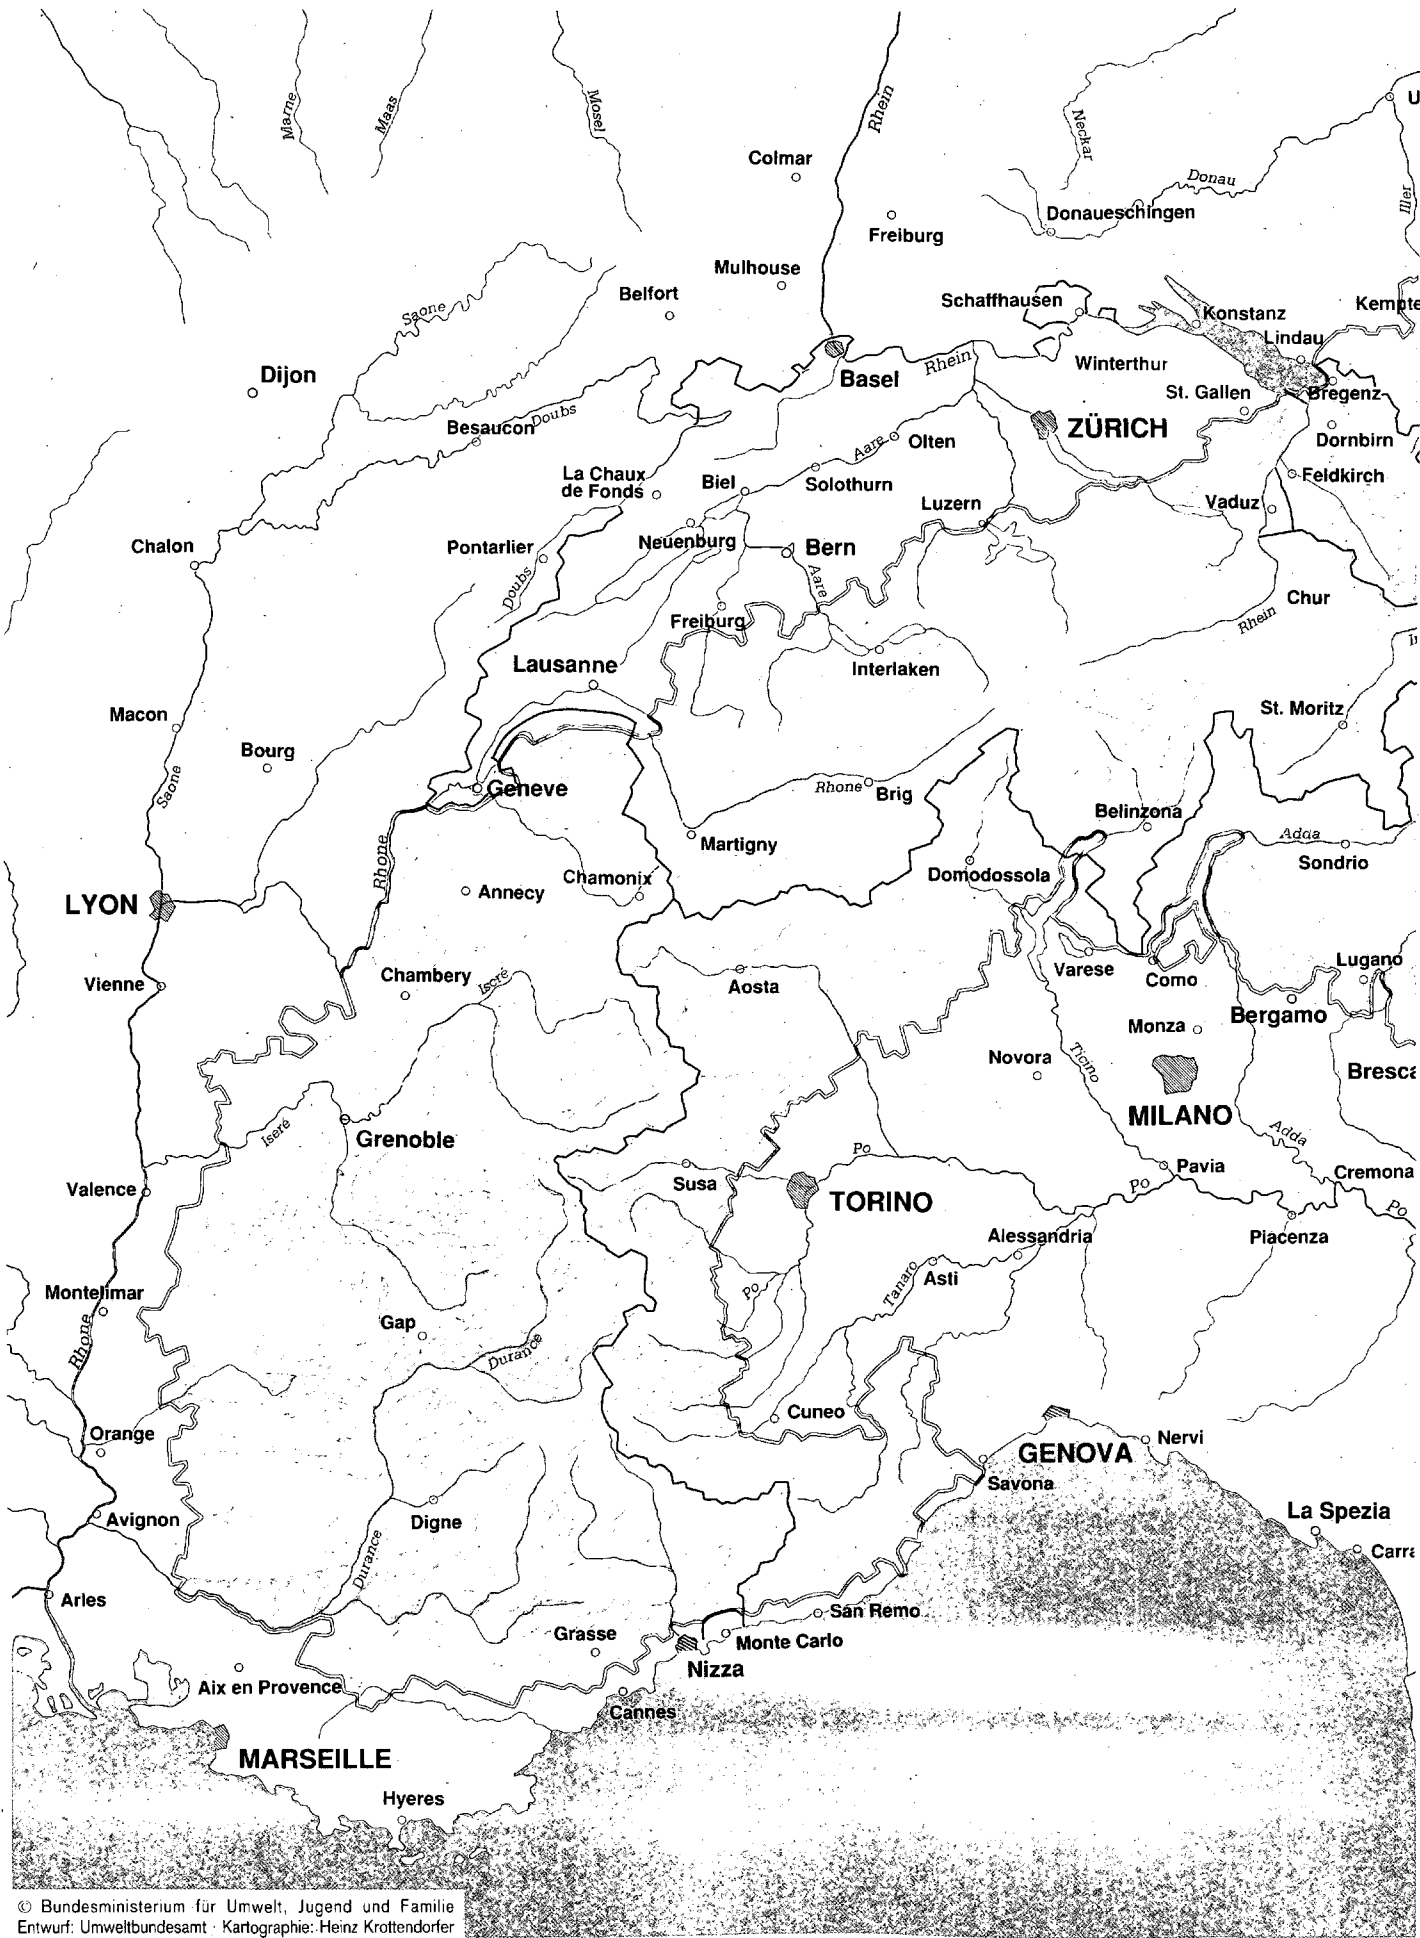 Marne
Maas
Mosel
Rhein
Neckar
Donau
Iller
Colmar
Freiburg
Donaueschingen
Mulhouse
Belfort
Saone
Schaffhausen
Konstanz
Lindau
Kempte
Dijon
Basel
Rhein
Winterthur
St. Gallen
Bregenz
Besaucon
Doubs
ZÜRICH
Dornbirn
Aare
Olten
La Chaux
de Fonds
Biel
Solothurn
Feldkirch
Luzern
Vaduz
Chalon
Pontarlier
Neuenburg
Bern
Doubs
Aare
Chur
Rhein
Freiburg
Lausanne
Interlaken
Macon
St. Moritz
Bourg
Saone
Geneve
Rhone
Brig
Belinzona
Martigny
Rhone
Adda
Sondrio
Annecy
Chamonix
Domodossola
LYON
Vienne
Chambery
Iseré
Aosta
Varese
Como
Lugano
Bergamo
Monza
Novora
Ticino
MILANO
Bresca
Iseré
Grenoble
Po
Adda
Valence
Susa
TORINO
Pavia
Po
Cremona
Po
Alessandria
Piacenza
Montelimar
Po
Tanaro
Asti
Rhone
Gap
Durance
Cuneo
Orange
GENOVA
Nervi
Savona
Avignon
Digne
La Spezia
Durance
Carra
Arles
San Remo
Grasse
Monte Carlo
Nizza
Aix en Provence
Cannes
MARSEILLE
Hyeres
© Bundesministerium für Umwelt, Jugend und Familie
Entwurf: Umweltbundesamt · Kartographie: Heinz Krottendorfer